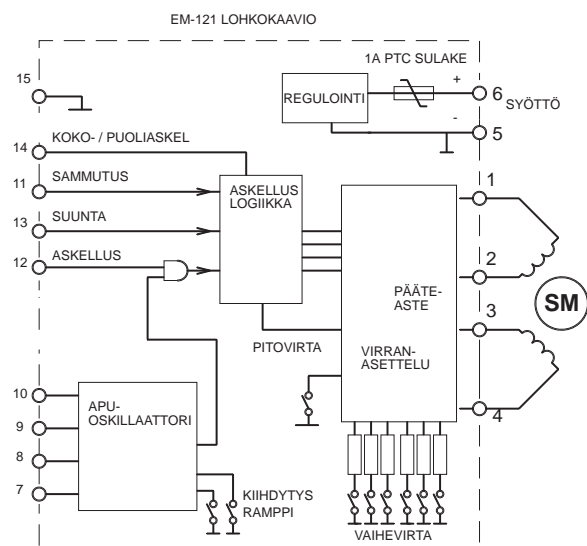 EM-121 LOHKOKAAVIO
15
1A PTC SULAKE
REGULOINTI
+
6
SYÖTTÖ
-
5
14
KOKO- / PUOLIASKEL
11
SAMMUTUS
13
SUUNTA
12
ASKELLUS
ASKELLUS
LOGIIKKA
1
2
PÄÄTE-
ASTE
SM
3
PITOVIRTA
VIRRAN-
ASETTELU
4
10
9
8
7
APU-
OSKILLAATTORI
KIIHDYTYS
RAMPPI
VAIHEVIRTA